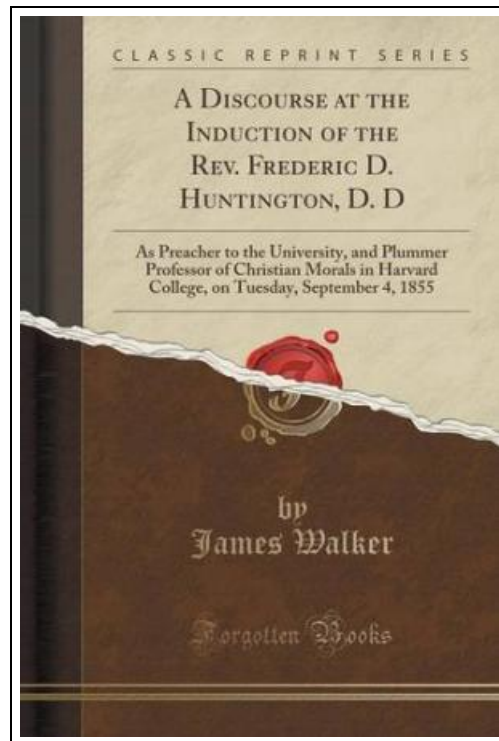 CLASSIC REPRINT SERIES
A DISCOURSE AT THE
INDUCTION OF THE
REV. FREDERIC D.
HUNTINGTON, D. D
As Preacher to the University, and Plummer
Professor of Christian Morals in Harvard
College, on Tuesday, September 4, 1855
by
James Walker
Forgotten Books